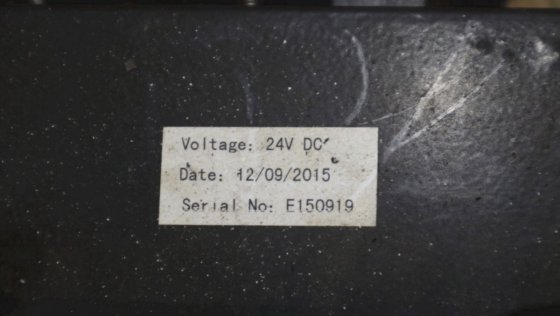 Voltage: 24V DC
Date: 12/09/2015
Serial No: E150919